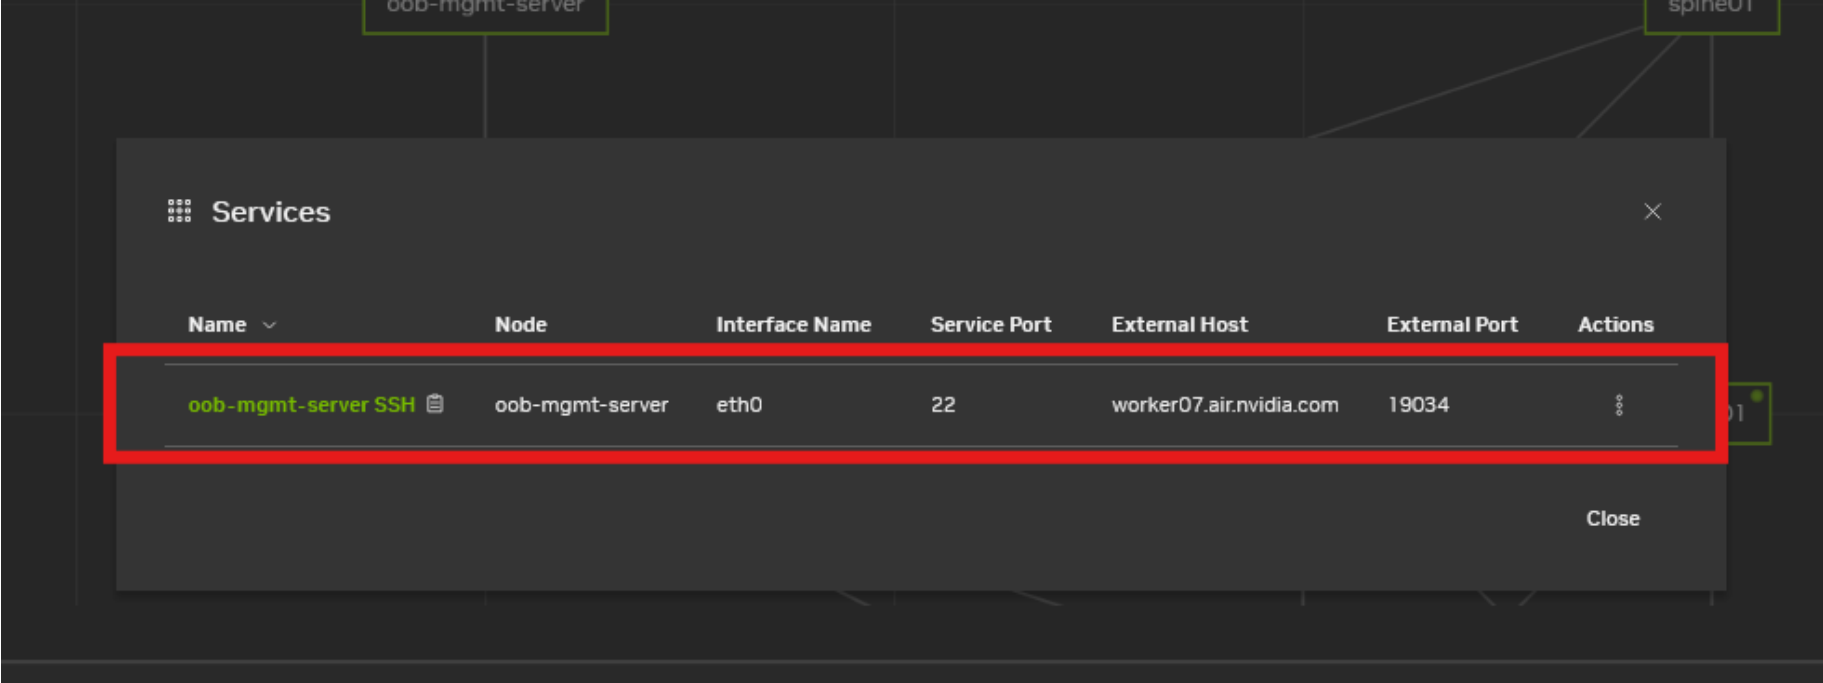 oob-mgmt-server
spine01
Services
Name Node Interface Name Service Port External Host External Port Actions
oob-mgmt-server SSH oob-mgmt-server eth0 22 worker07.air.nvidia.com 19034
01
Close